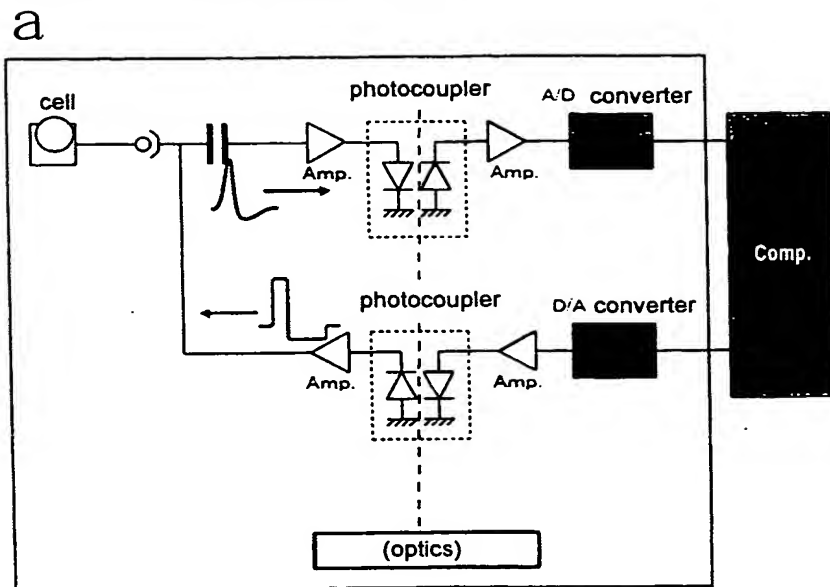 a
cell
photocoupler
A/D converter
Amp.
Amp.
Comp.
photocoupler
D/A converter
Amp.
Amp.
(optics)